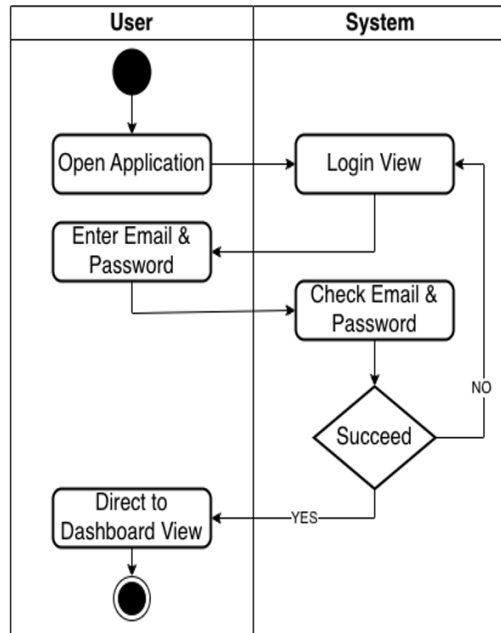 User
System
Open Application
Login View
Enter Email &
Password
Check Email &
Password
NO
Succeed
Direct to
Dashboard View
YES